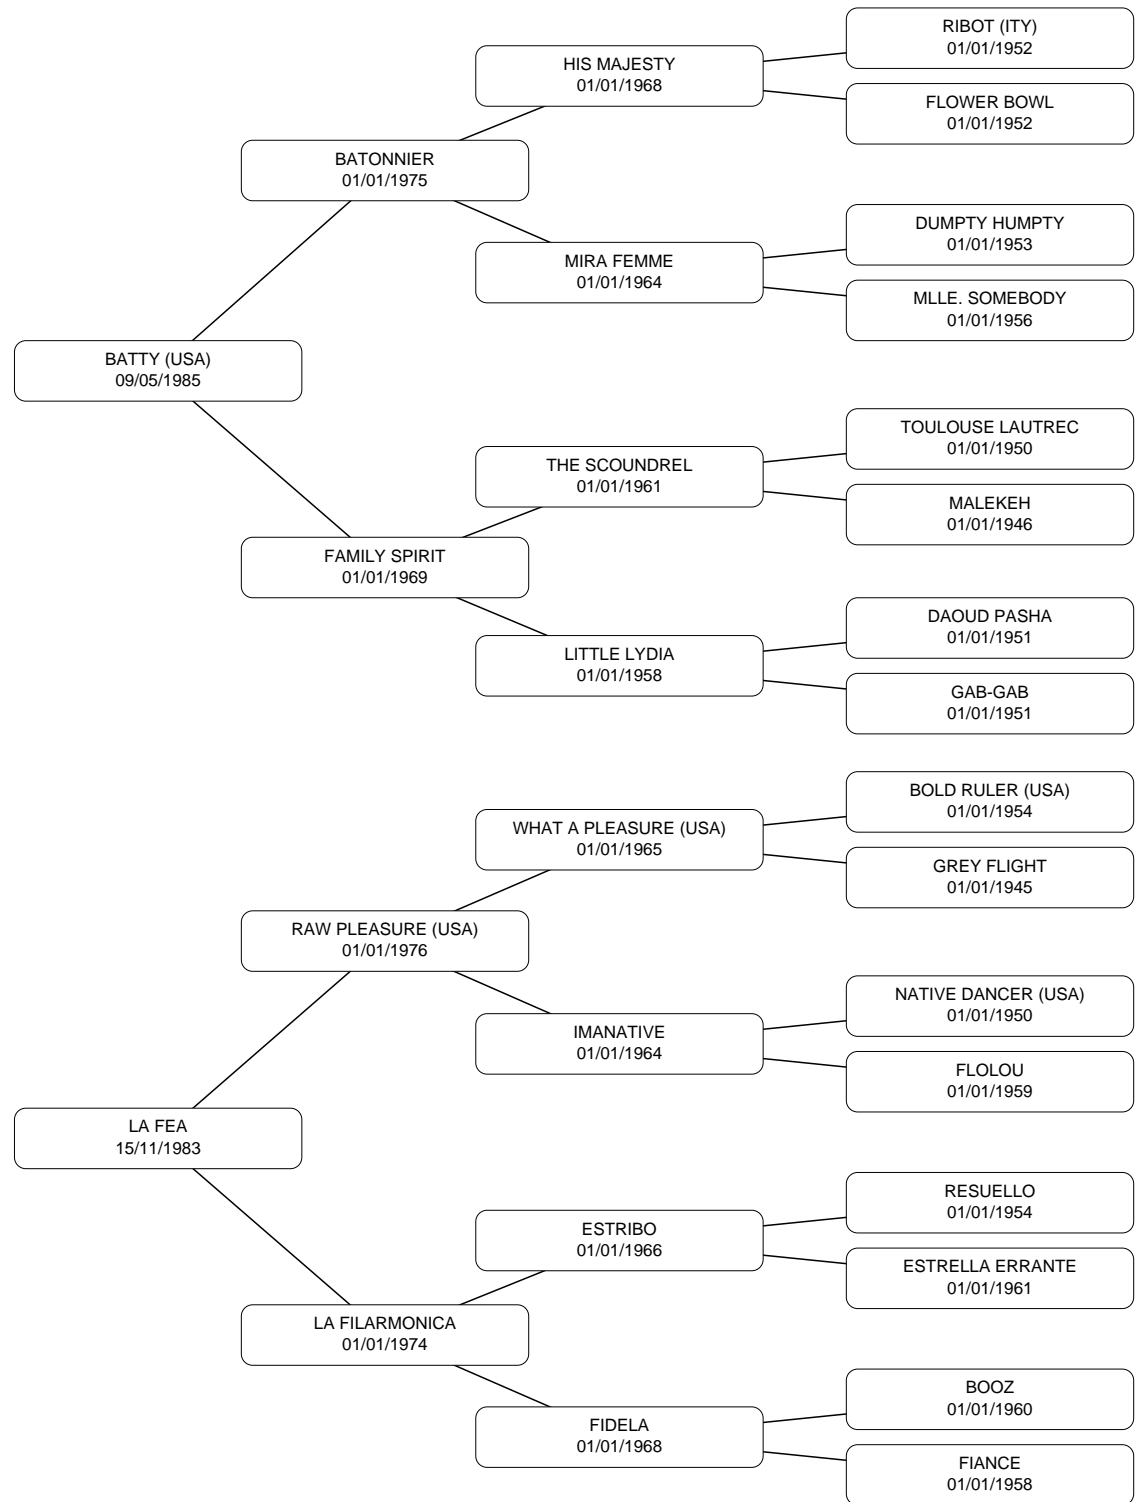 RIBOT (ITY)
01/01/1952
HIS MAJESTY
01/01/1968
FLOWER BOWL
01/01/1952
BATONNIER
01/01/1975
DUMPTY HUMPTY
01/01/1953
MIRA FEMME
01/01/1964
MLLE. SOMEBODY
01/01/1956
BATTY (USA)
09/05/1985
TOULOUSE LAUTREC
01/01/1950
THE SCOUNDREL
01/01/1961
MALEKEH
01/01/1946
FAMILY SPIRIT
01/01/1969
DAOUD PASHA
01/01/1951
LITTLE LYDIA
01/01/1958
GAB-GAB
01/01/1951
BOLD RULER (USA)
01/01/1954
WHAT A PLEASURE (USA)
01/01/1965
GREY FLIGHT
01/01/1945
RAW PLEASURE (USA)
01/01/1976
NATIVE DANCER (USA)
01/01/1950
IMANATIVE
01/01/1964
FLOLOU
01/01/1959
LA FEA
15/11/1983
RESUELLO
01/01/1954
ESTRIBO
01/01/1966
ESTRELLA ERRANTE
01/01/1961
LA FILARMONICA
01/01/1974
BOOZ
01/01/1960
FIDELA
01/01/1968
FIANCE
01/01/1958